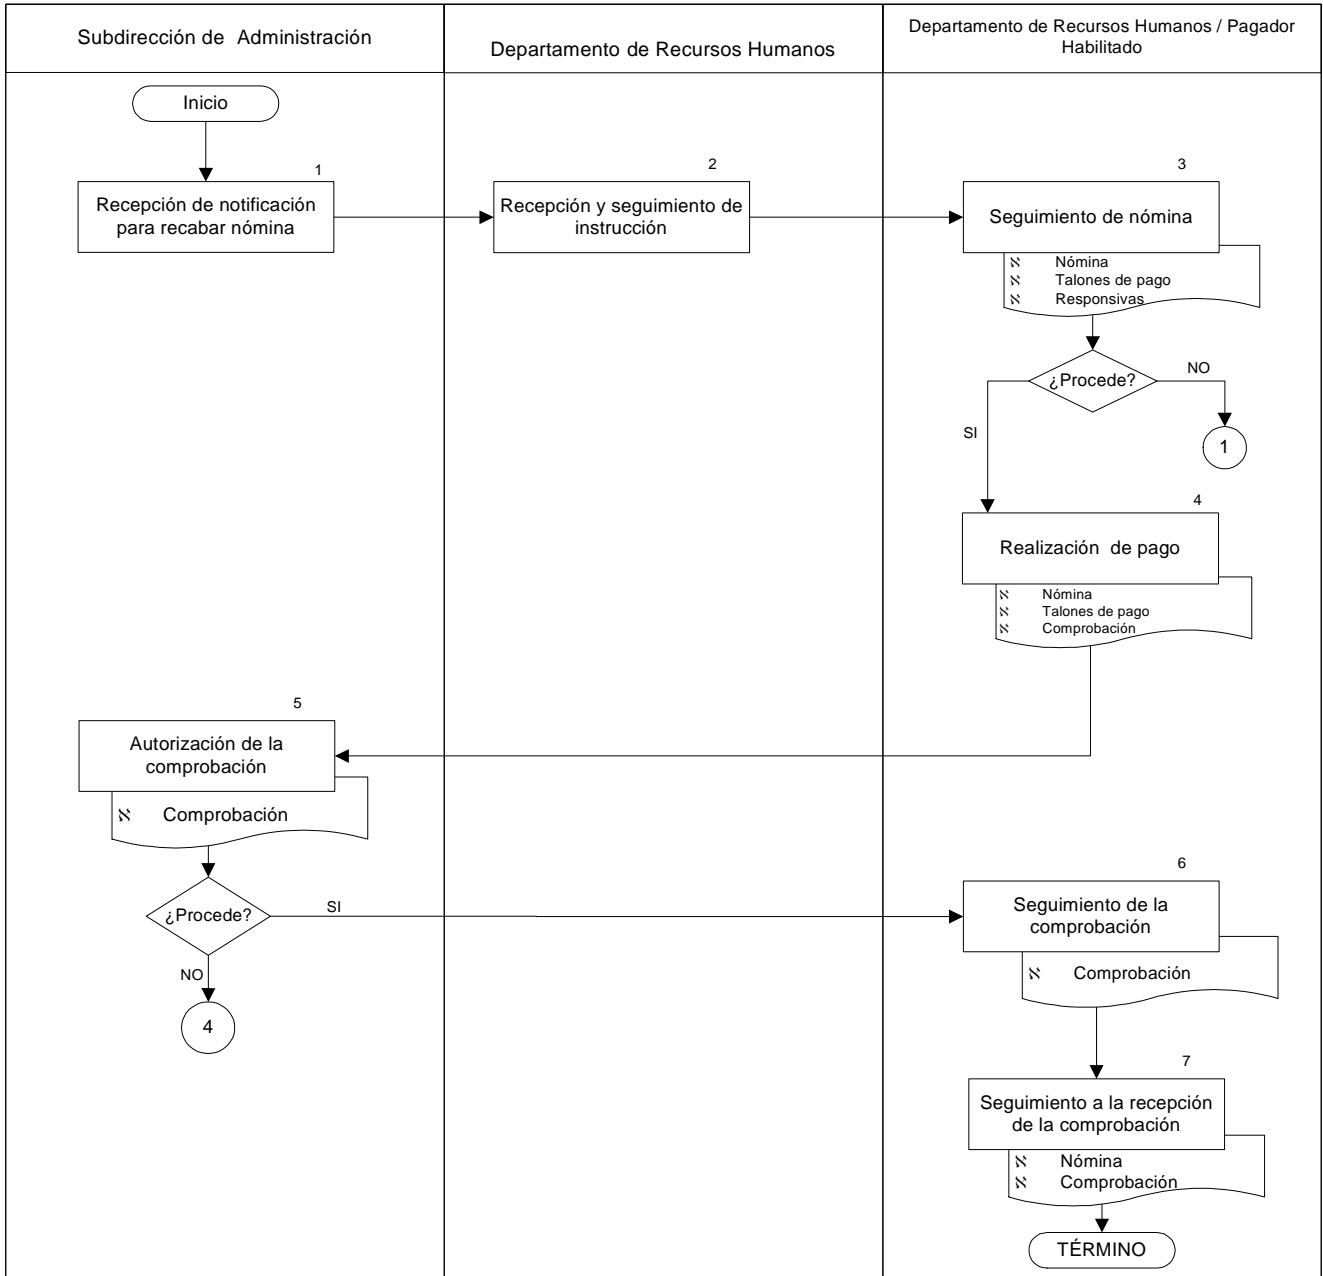 Subdirección de Administración
Departamento de Recursos Humanos
Departamento de Recursos Humanos / Pagador
Habilitado
Inicio
1
Recepción de notificación
para recabar nómina
2
Recepción y seguimiento de
instrucción
3
Seguimiento de nómina
ℵ Nómina
ℵ Talones de pago
ℵ Responsivas
¿Procede?
NO
1
SI
4
Realización de pago
ℵ Nómina
ℵ Talones de pago
ℵ Comprobación
5
Autorización de la
comprobación
ℵ Comprobación
¿Procede?
SI
NO
4
6
Seguimiento de la
comprobación
ℵ Comprobación
7
Seguimiento a la recepción
de la comprobación
ℵ Nómina
ℵ Comprobación
TÉRMINO